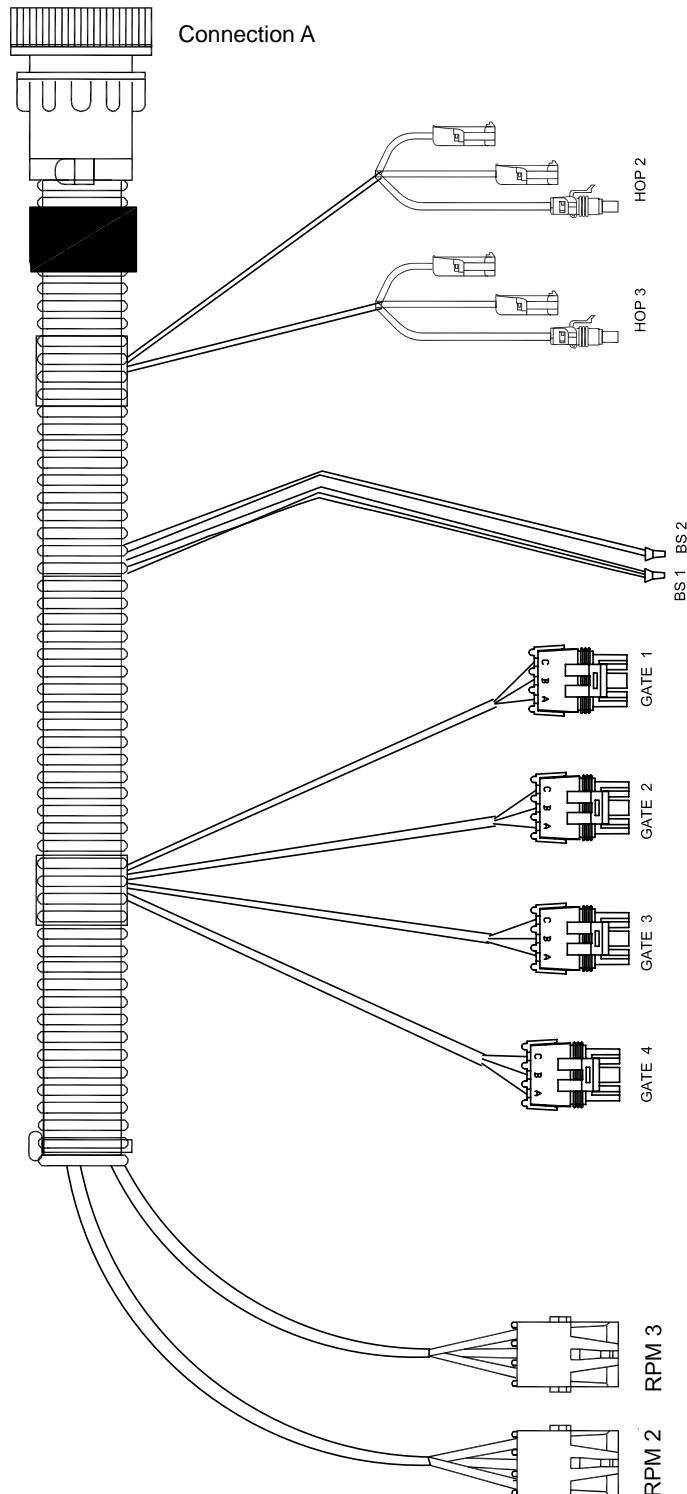 Connection A
HOP 2
HOP 3
BS 2
BS 1
C B A
GATE 1
C B A
GATE 2
C B A
GATE 3
C B A
GATE 4
RPM 3
RPM 2